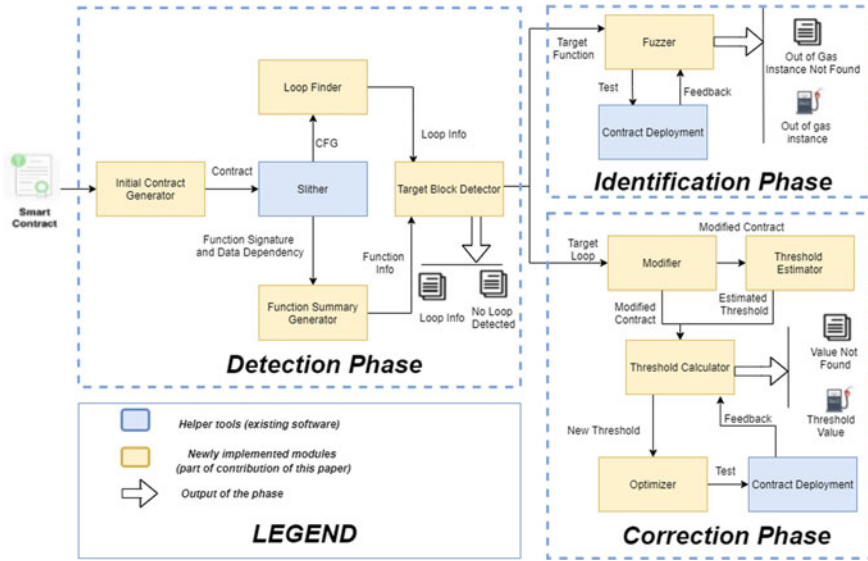 Smart
Contract
Initial Contract
Generator
Contract
Loop Finder
CFG
Slither
Function Signature
and Data Dependency
Function Summary
Generator
Loop Info
Target Block Detector
Function
Info
Loop Info
No Loop
Detected
Detection Phase
Target
Function
Fuzzer
Test
Feedback
Contract Deployment
Out of Gas
Instance Not Found
Out of gas
instance
Identification Phase
Target
Loop
Modifier
Modified Contract
Threshold
Estimator
Modified
Contract
Estimated
Threshold
Threshold Calculator
Value Not
Found
Threshold
Value
New Threshold
Feedback
Optimizer
Test
Contract Deployment
Correction Phase
Helper tools (existing software)
Newly implemented modules
(part of contribution of this paper)
Output of the phase
LEGEND